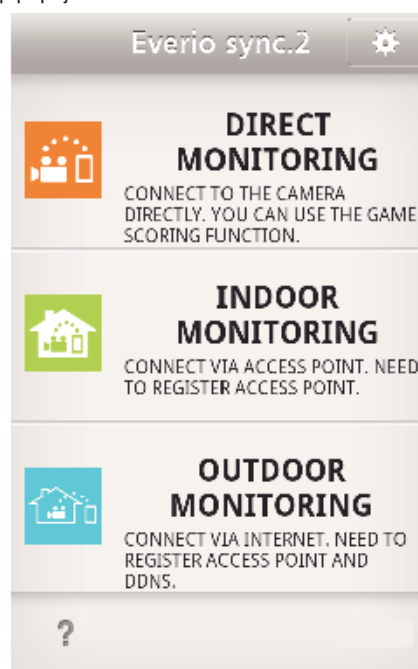 Everio sync.2
DIRECT
MONITORING
CONNECT TO THE CAMERA
DIRECTLY. YOU CAN USE THE GAME
SCORING FUNCTION.
INDOOR
MONITORING
CONNECT VIA ACCESS POINT. NEED
TO REGISTER ACCESS POINT.
OUTDOOR
MONITORING
CONNECT VIA INTERNET. NEED TO
REGISTER ACCESS POINT AND
DDNS.
?